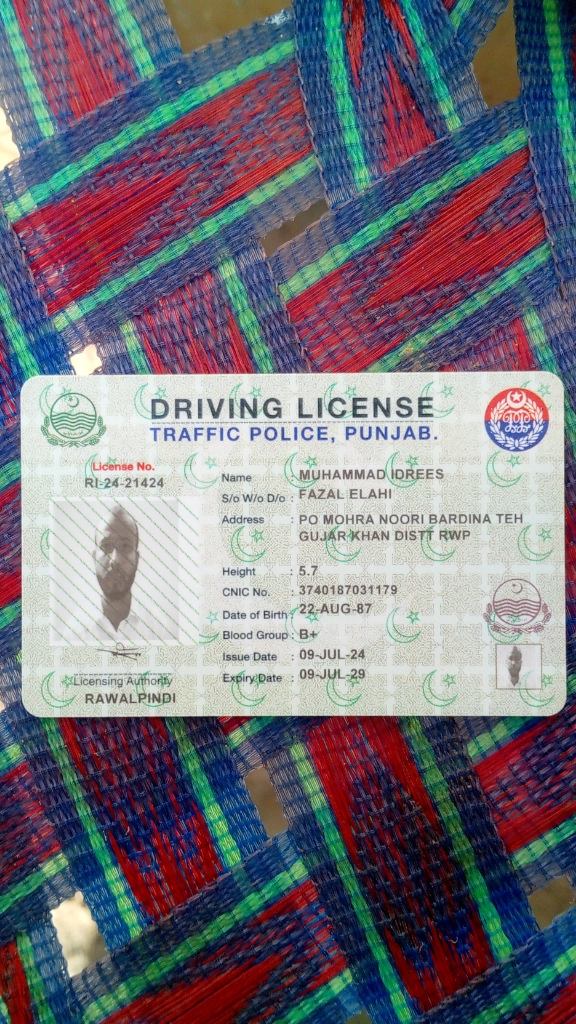 DRIVING LICENSE
TRAFFIC POLICE, PUNJAB.
License No.
RI-24-21424
Name : MUHAMMAD IDREES
S/o W/o D/o : FAZAL ELAHI
Address : PO MOHRA NOORI BARDINA TEH
GUJAR KHAN DISTT RWP
Height : 5.7
CNIC No. : 3740187031179
Date of Birth : 22-AUG-87
Blood Group : B+
Issue Date : 09-JUL-24
Expiry Date : 09-JUL-29
Licensing Authority
RAWALPINDI